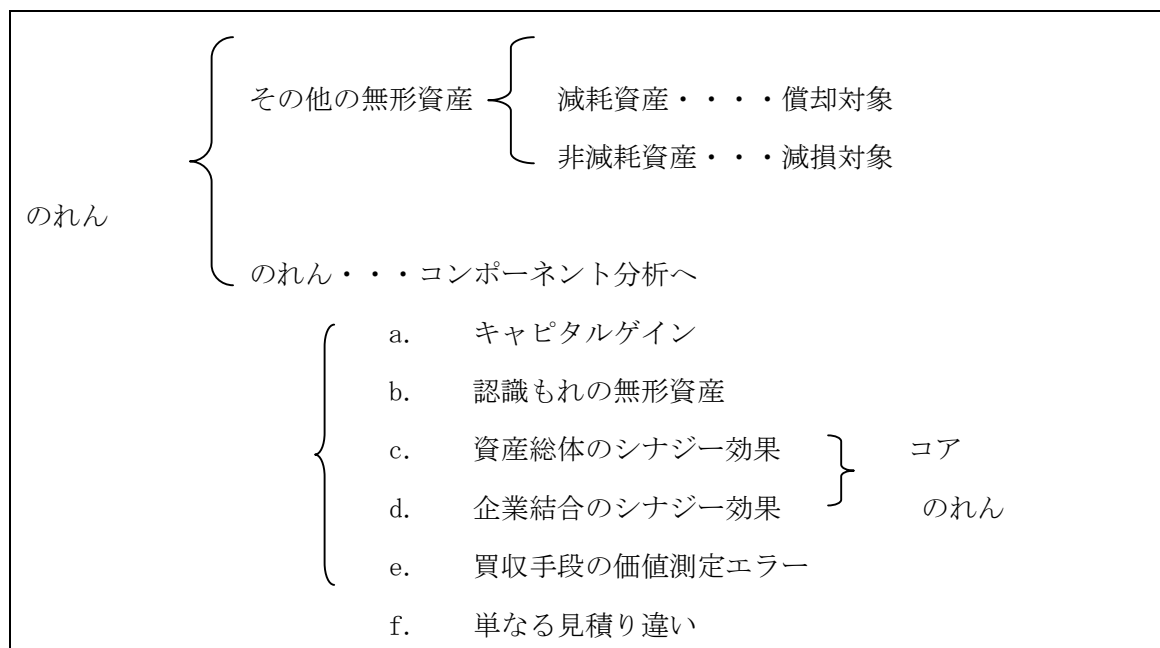 その他の無形資産 減耗資産・・・・償却対象
非減耗資産・・・減損対象
のれん
のれん・・・コンポーネント分析へ
a. キャピタルゲイン
b. 認識もれの無形資産
c. 資産総体のシナジー効果 コア
d. 企業結合のシナジー効果 のれん
e. 買収手段の価値測定エラー
f. 単なる見積り違い